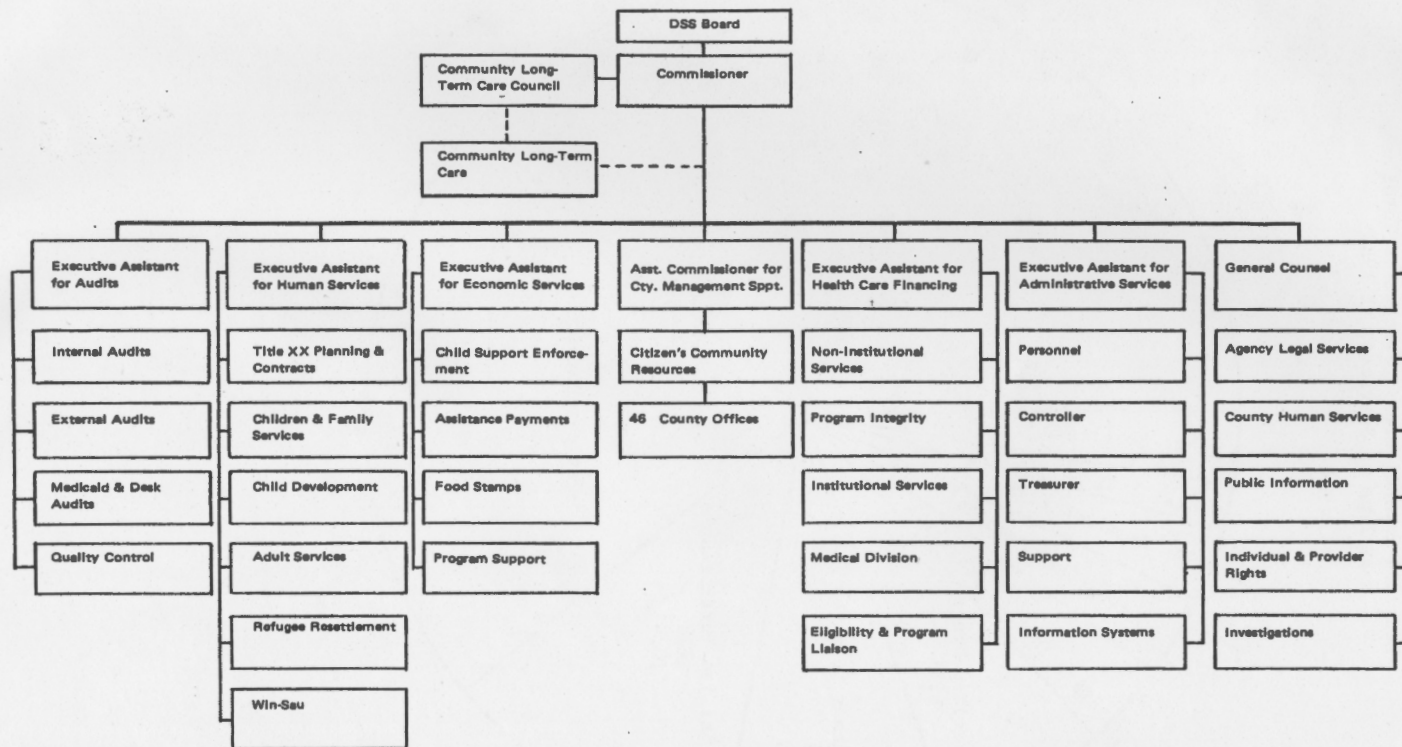 DSS Board
Community Long-
Term Care Council
Commissioner
Community Long-Term
Care
Executive Assistant
for Audits
Internal Audits
External Audits
Medicaid & Desk
Audits
Quality Control
Executive Assistant
for Human Services
Title XX Planning &
Contracts
Children & Family
Services
Child Development
Adult Services
Refugee Resettlement
Win-Sau
Executive Assistant
for Economic Services
Child Support Enforce-
ment
Assistance Payments
Food Stamps
Program Support
Asst. Commissioner for
Cty. Management Sppt.
Citizen's Community
Resources
46 County Offices
Executive Assistant for
Health Care Financing
Non-Institutional
Services
Program Integrity
Institutional Services
Medical Division
Eligibility & Program
Liaison
Executive Assistant for
Administrative Services
Personnel
Controller
Treasurer
Support
Information Systems
General Counsel
Agency Legal Services
County Human Services
Public Information
Individual & Provider
Rights
Investigations